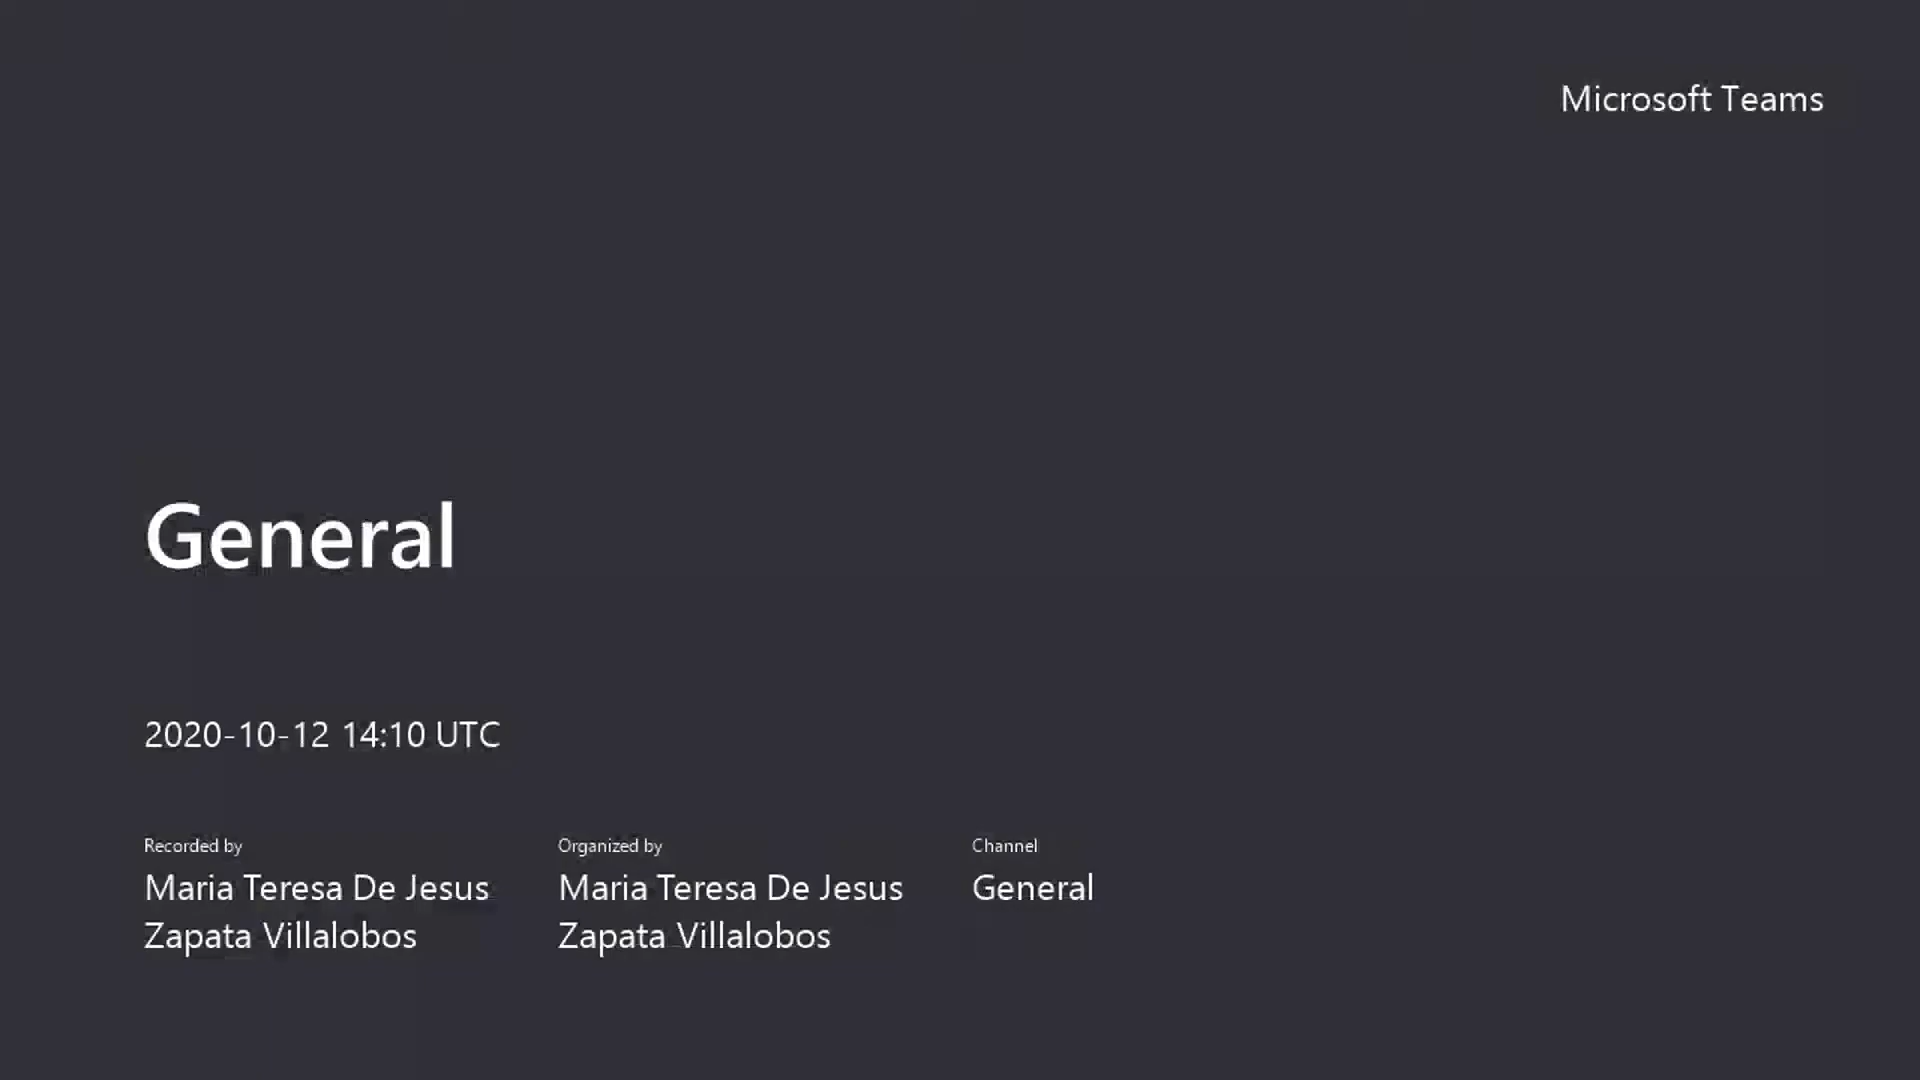 Microsoft Teams
General
2020-10-12 14:10 UTC
Recorded by
Maria Teresa De Jesus
Zapata Villalobos
Organized by
Maria Teresa De Jesus
Zapata Villalobos
Channel
General